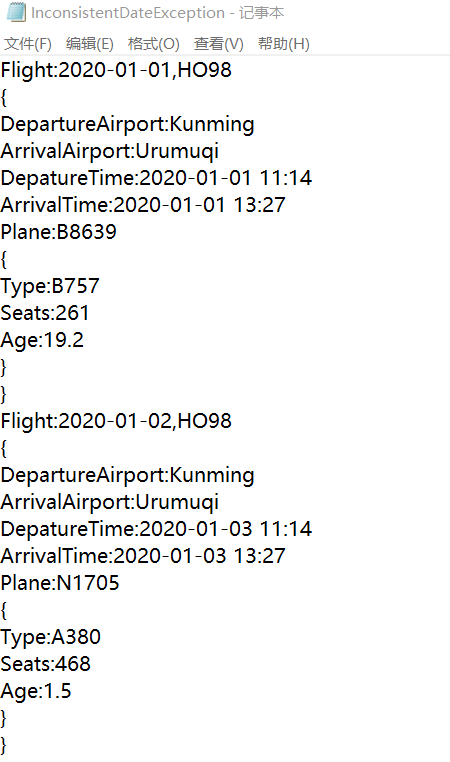 InconsistentDateException - 记事本
文件(F) 编辑(E) 格式(O) 查看(V) 帮助(H)
Flight:2020-01-01,HO98
{
DepartureAirport:Kunming
ArrivalAirport:Urumuqi
DepatureTime:2020-01-01 11:14
ArrivalTime:2020-01-01 13:27
Plane:B8639
{
Type:B757
Seats:261
Age:19.2
}
}
Flight:2020-01-02,HO98
{
DepartureAirport:Kunming
ArrivalAirport:Urumuqi
DepatureTime:2020-01-03 11:14
ArrivalTime:2020-01-03 13:27
Plane:N1705
{
Type:A380
Seats:468
Age:1.5
}
}